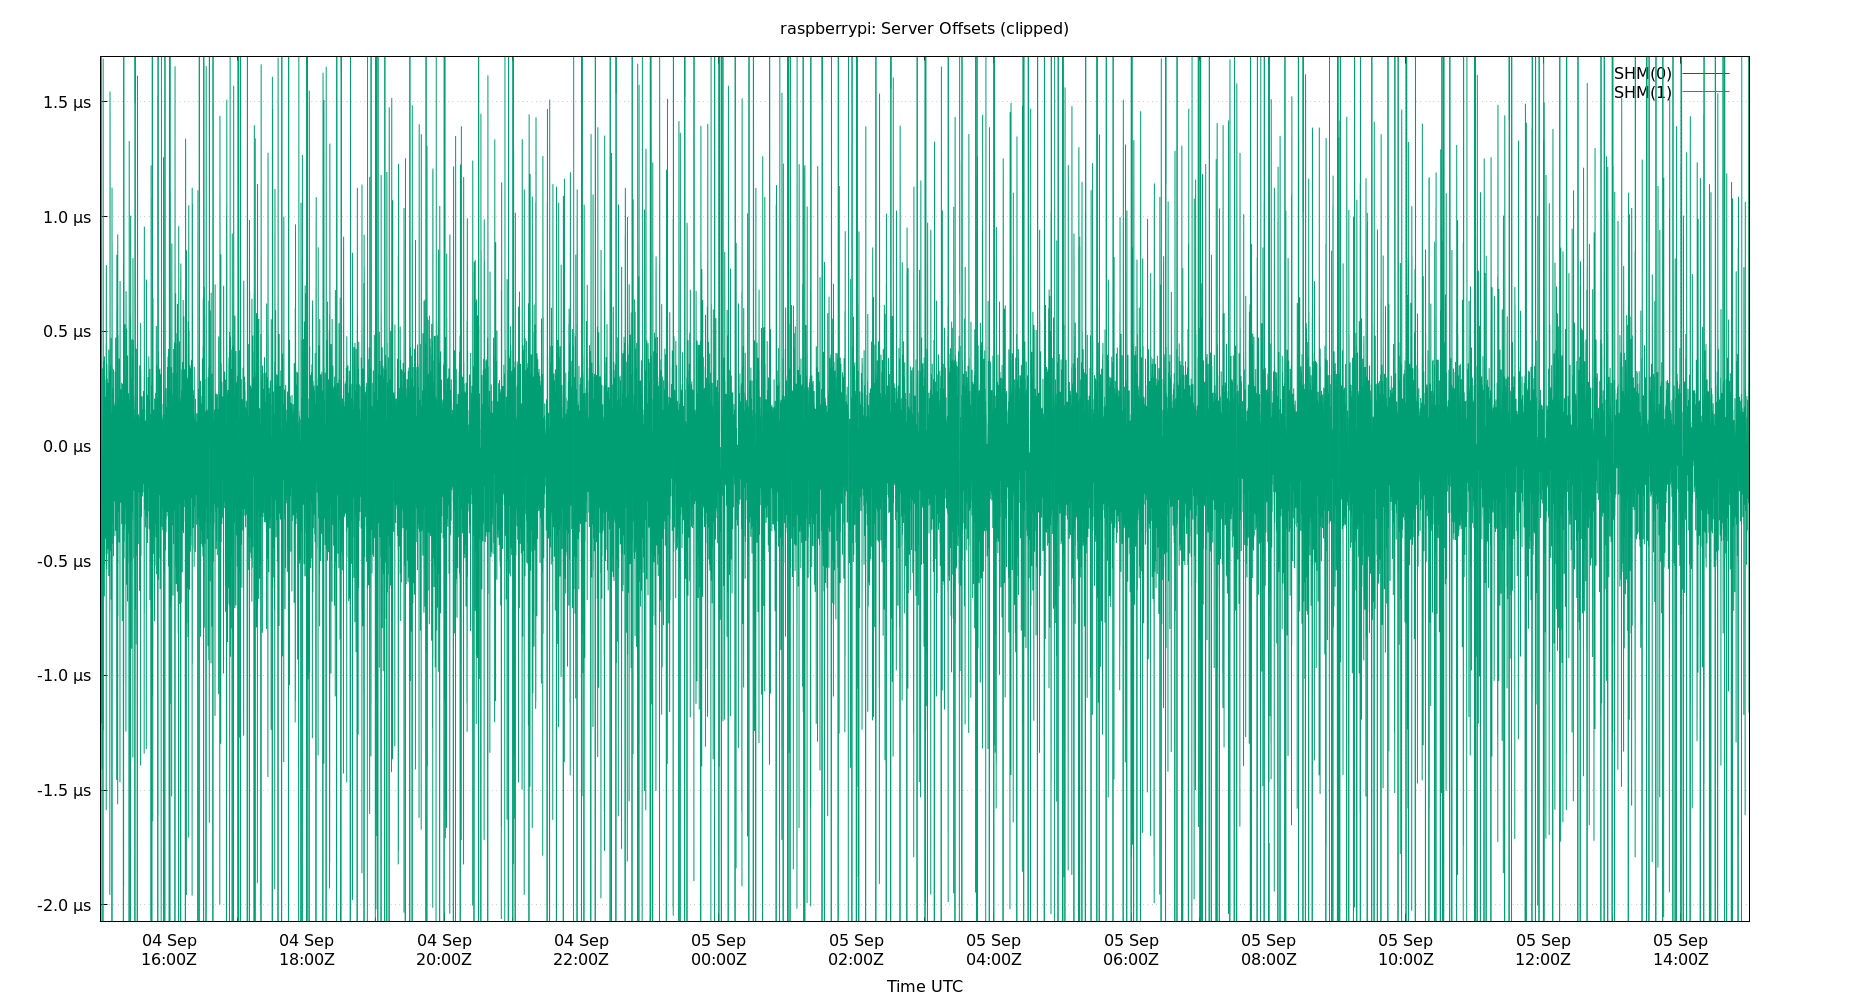 raspberrypi: Server Offsets (clipped)
SHM(0)
SHM(1)
1.5 µs
1.0 µs
0.5 µs
0.0 µs
-0.5 µs
-1.0 µs
-1.5 µs
-2.0 µs
04 Sep 04 Sep 04 Sep 04 Sep 05 Sep 05 Sep 05 Sep 05 Sep 05 Sep 05 Sep 05 Sep 05 Sep
16:00Z 18:00Z 20:00Z 22:00Z 00:00Z 02:00Z 04:00Z 06:00Z 08:00Z 10:00Z 12:00Z 14:00Z
Time UTC